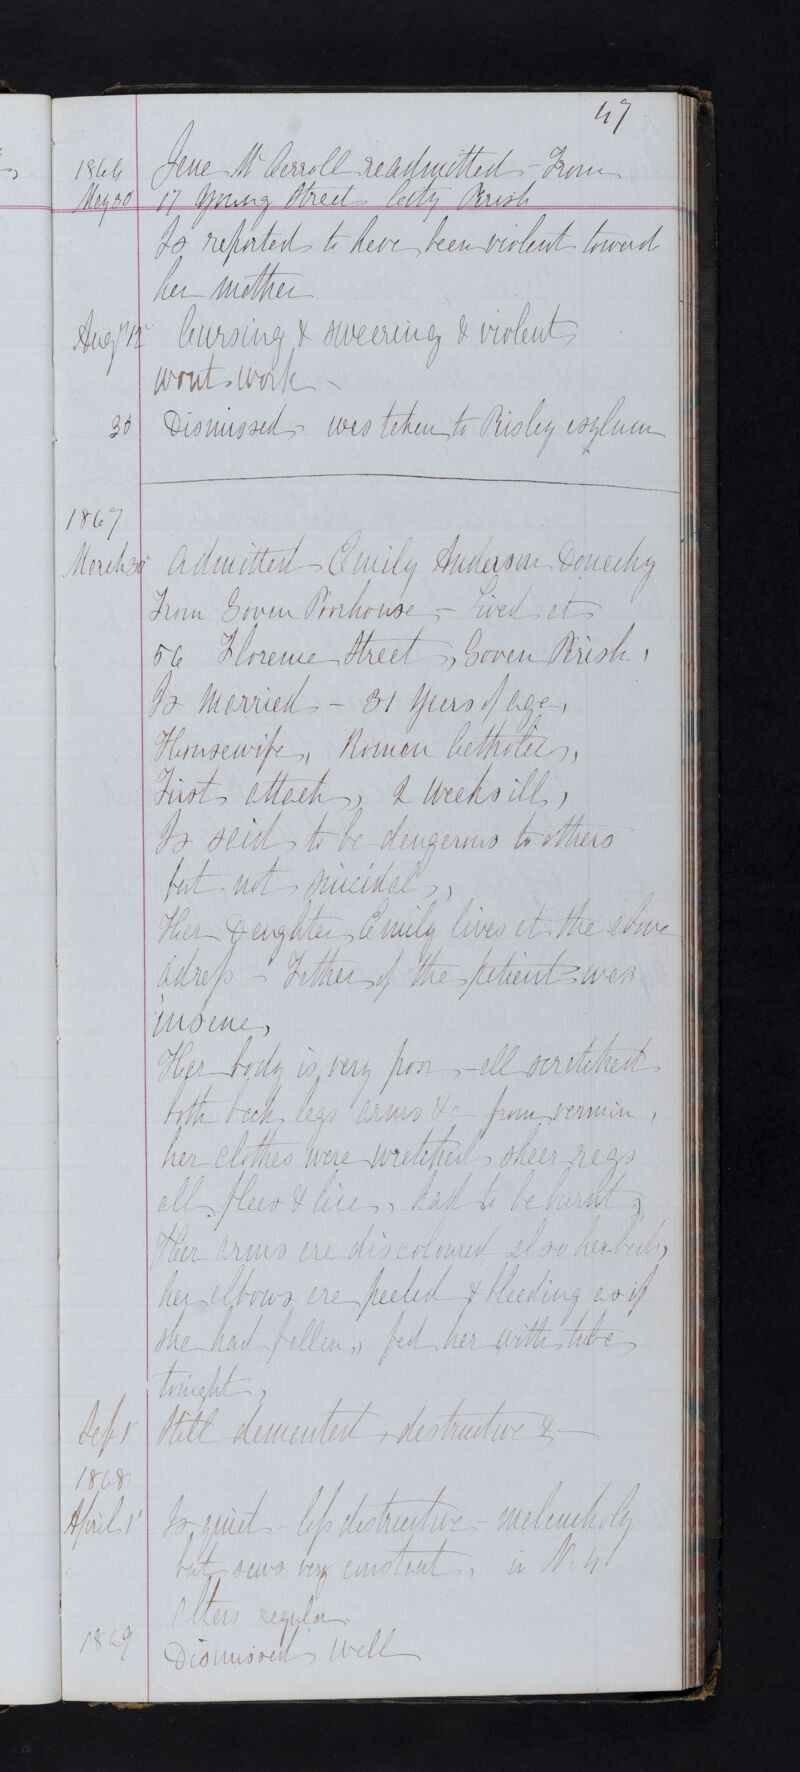 47
1866 Jane Mc Carroll readmitted - From
May 30 17 Young Street City Parish
Is reported to have been violent toward
her mother
Augt 12 Cursing & swearing & violent
wont work -
30 Dismissed - was taken to Paisley asylum
1867
March 30 Admitted Emily Anderson Donachy
From Govan Poorhouse - Lived at
56 Florence Street, Govan Parish,
Is married - 31 years of age,
Housewife, Roman Catholic,
First attack, 2 weeks ill,
Is said to be dangerous to others
but not suicidal,
Her Daughter Emily lives at the above
adress - Father of the patient was
insane,
Her body is very poor - all scratched
both back legs arms &c - from vermin,
her clothes were wretched sheer rags
all fleas & lice, had to be burnt,
Her arms are discoloured also her back,
her elbows are peeled & bleeding as if
she had fallen, fed her with tube
tonight,
Sep 1 Still demented, destructive & -
1868
April 1 Is quiet - less destructive - melancholy
but sews very constant, in No 4
Alters regular
1869 Dismissed well